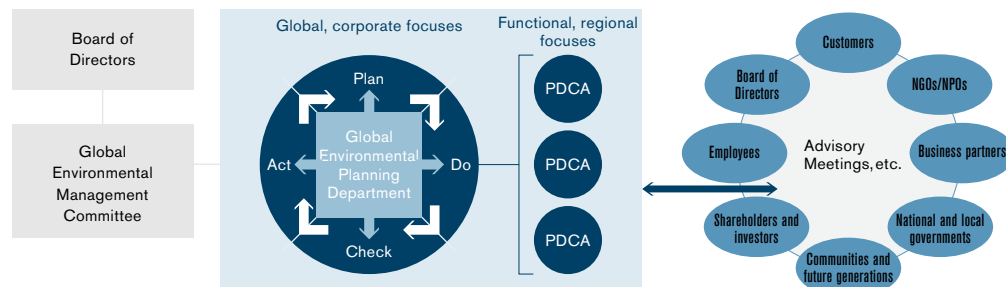 Board of
Directors
Global
Environmental
Management
Committee
Global, corporate focuses
Plan
Act
Global
Environmental
Planning
Department
Do
Check
Functional, regional
focuses
PDCA
PDCA
PDCA
Customers
Board of
Directors
NGOs/NPOs
Employees
Advisory
Meetings, etc.
Business partners
Shareholders and
investors
National and local
governments
Communities and
future generations